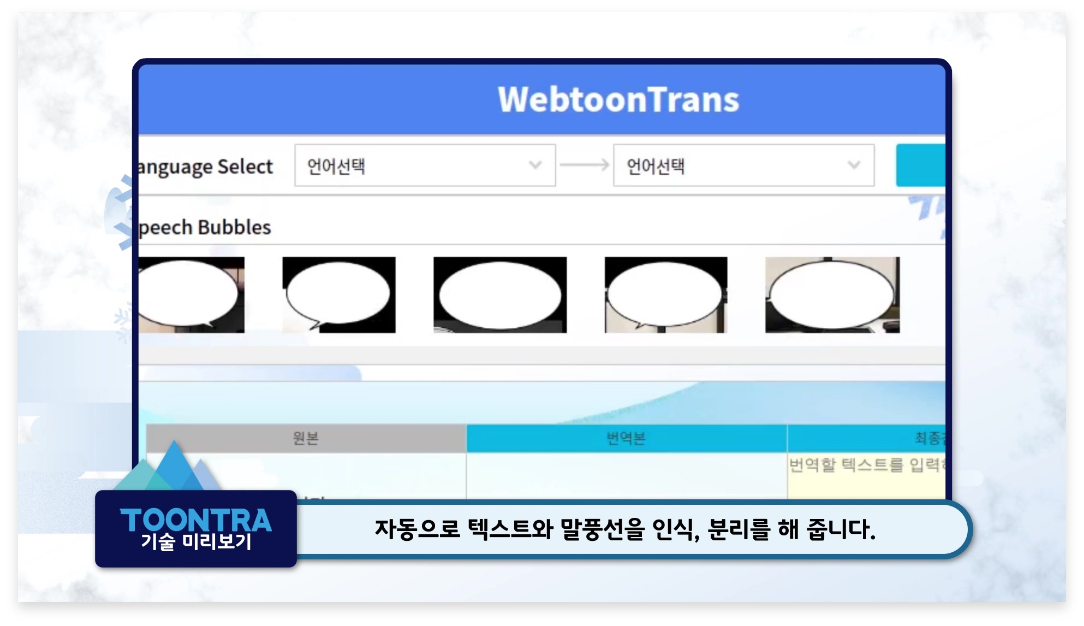 WebtoonTrans
anguage Select 언어선택 언어선택
peech Bubbles
원본 번역본 최종
번역할 텍스트를 입력
TOONTRA
기술 미리보기
자동으로 텍스트와 말풍선을 인식, 분리를 해 줍니다.